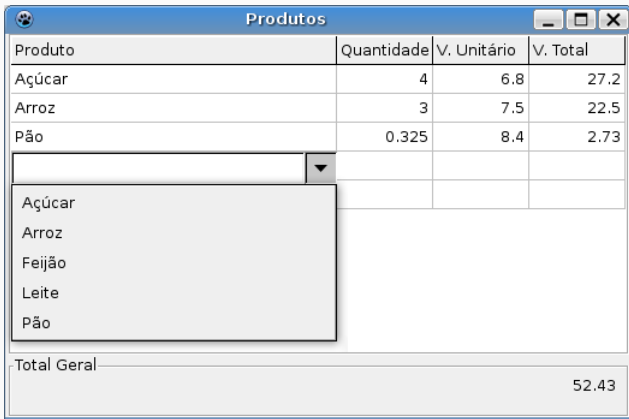 Produtos
Produto Quantidade V. Unitário V. Total
Açúcar 4 6.8 27.2
Arroz 3 7.5 22.5
Pão 0.325 8.4 2.73
Açúcar
Arroz
Feijão
Leite
Pão
Total Geral
52.43